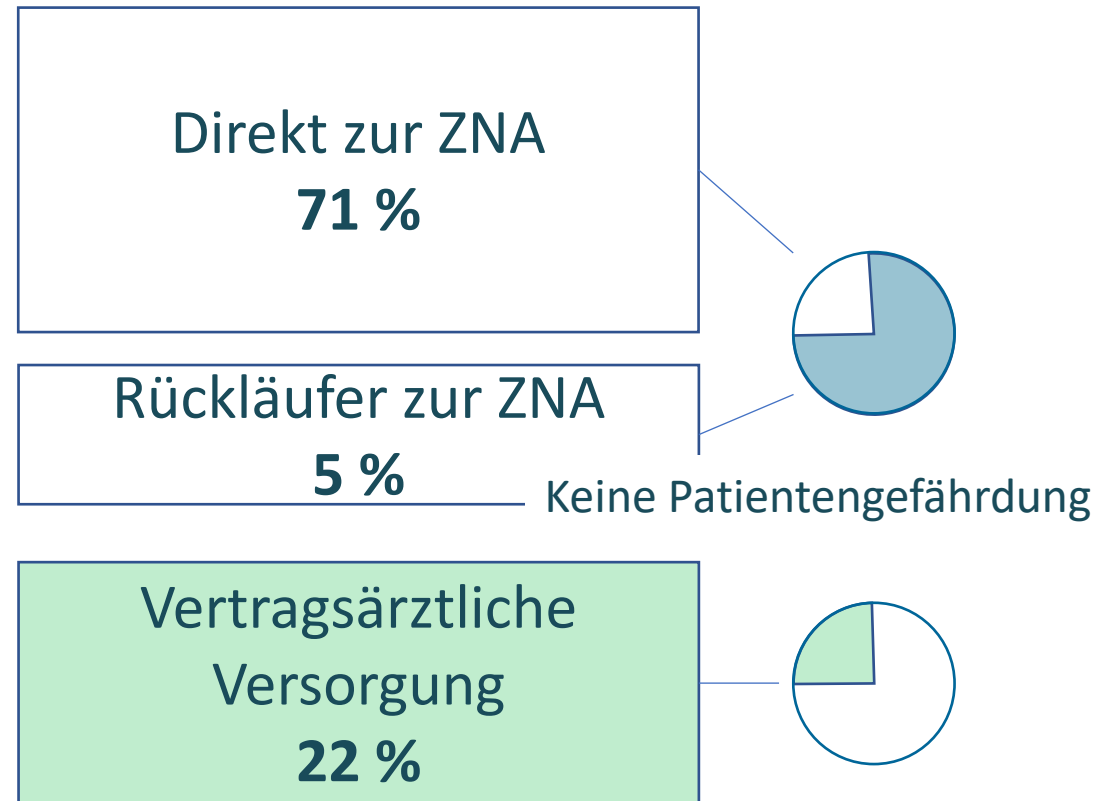 Direkt zur ZNA
71 %
Rückläufer zur ZNA
5 %
Keine Patientengefährdung
Vertragsärztliche
Versorgung
22 %